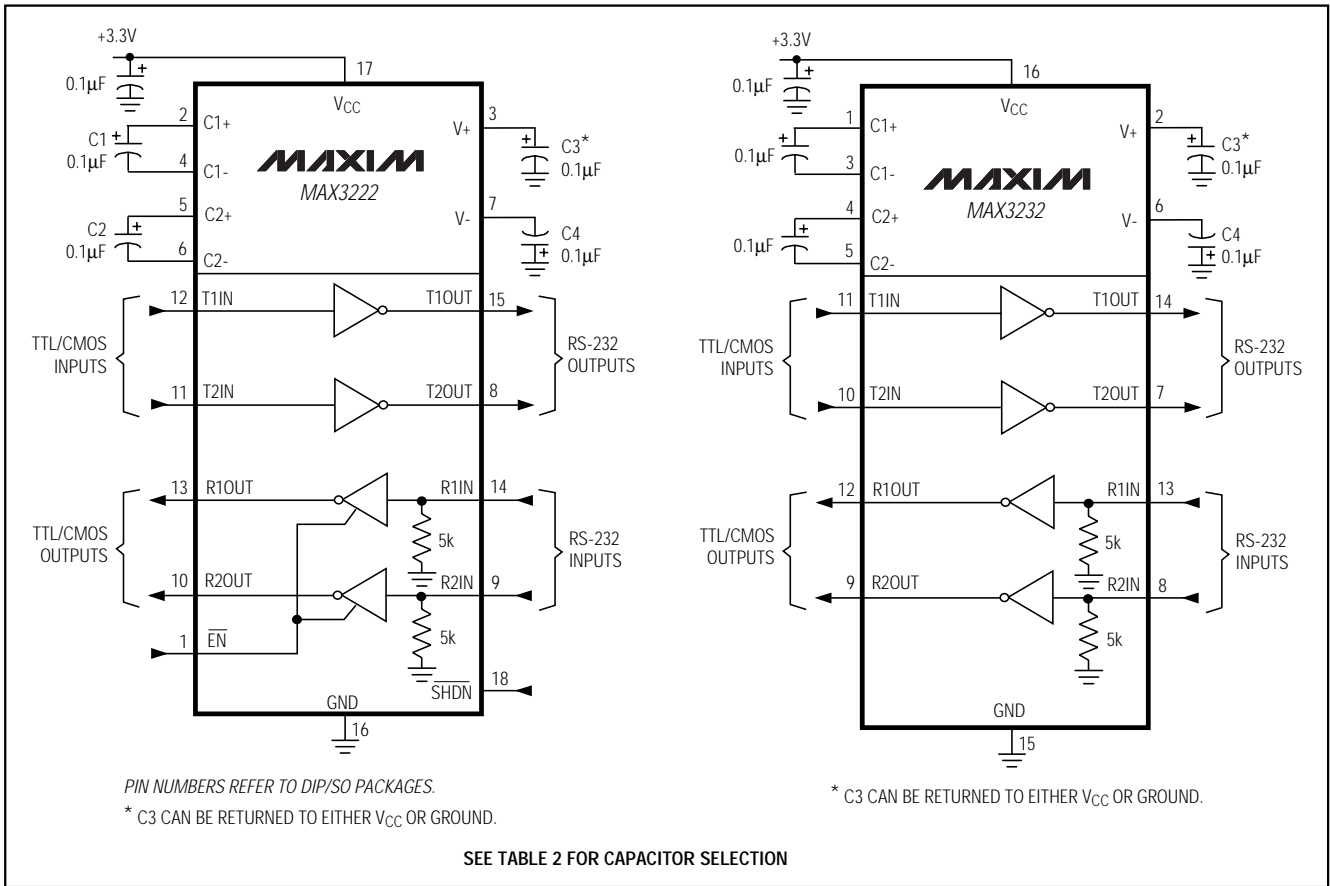 +3.3V
0.1µF
17
VCC
2 C1+
C1
0.1µF
4 C1-
5 C2+
C2
0.1µF
6 C2-
MAXIM
MAX3222
V+ 3
C3*
0.1µF
V- 7
C4
0.1µF
TTL/CMOS
INPUTS
12 T1IN
T1OUT 15
11 T2IN
T2OUT 8
RS-232
OUTPUTS
TTL/CMOS
OUTPUTS
13 R1OUT
R1IN 14
5k
10 R2OUT
R2IN 9
5k
RS-232
INPUTS
1 EN
SHDN 18
GND
16
PIN NUMBERS REFER TO DIP/SO PACKAGES.
* C3 CAN BE RETURNED TO EITHER VCC OR GROUND.
+3.3V
0.1µF
16
VCC
1 C1+
0.1µF
3 C1-
4 C2+
0.1µF
5 C2-
MAXIM
MAX3232
V+ 2
C3*
0.1µF
V- 6
C4
0.1µF
TTL/CMOS
INPUTS
11 T1IN
T1OUT 14
10 T2IN
T2OUT 7
RS-232
OUTPUTS
TTL/CMOS
OUTPUTS
12 R1OUT
R1IN 13
5k
9 R2OUT
R2IN 8
5k
RS-232
INPUTS
GND
15
* C3 CAN BE RETURNED TO EITHER VCC OR GROUND.
SEE TABLE 2 FOR CAPACITOR SELECTION